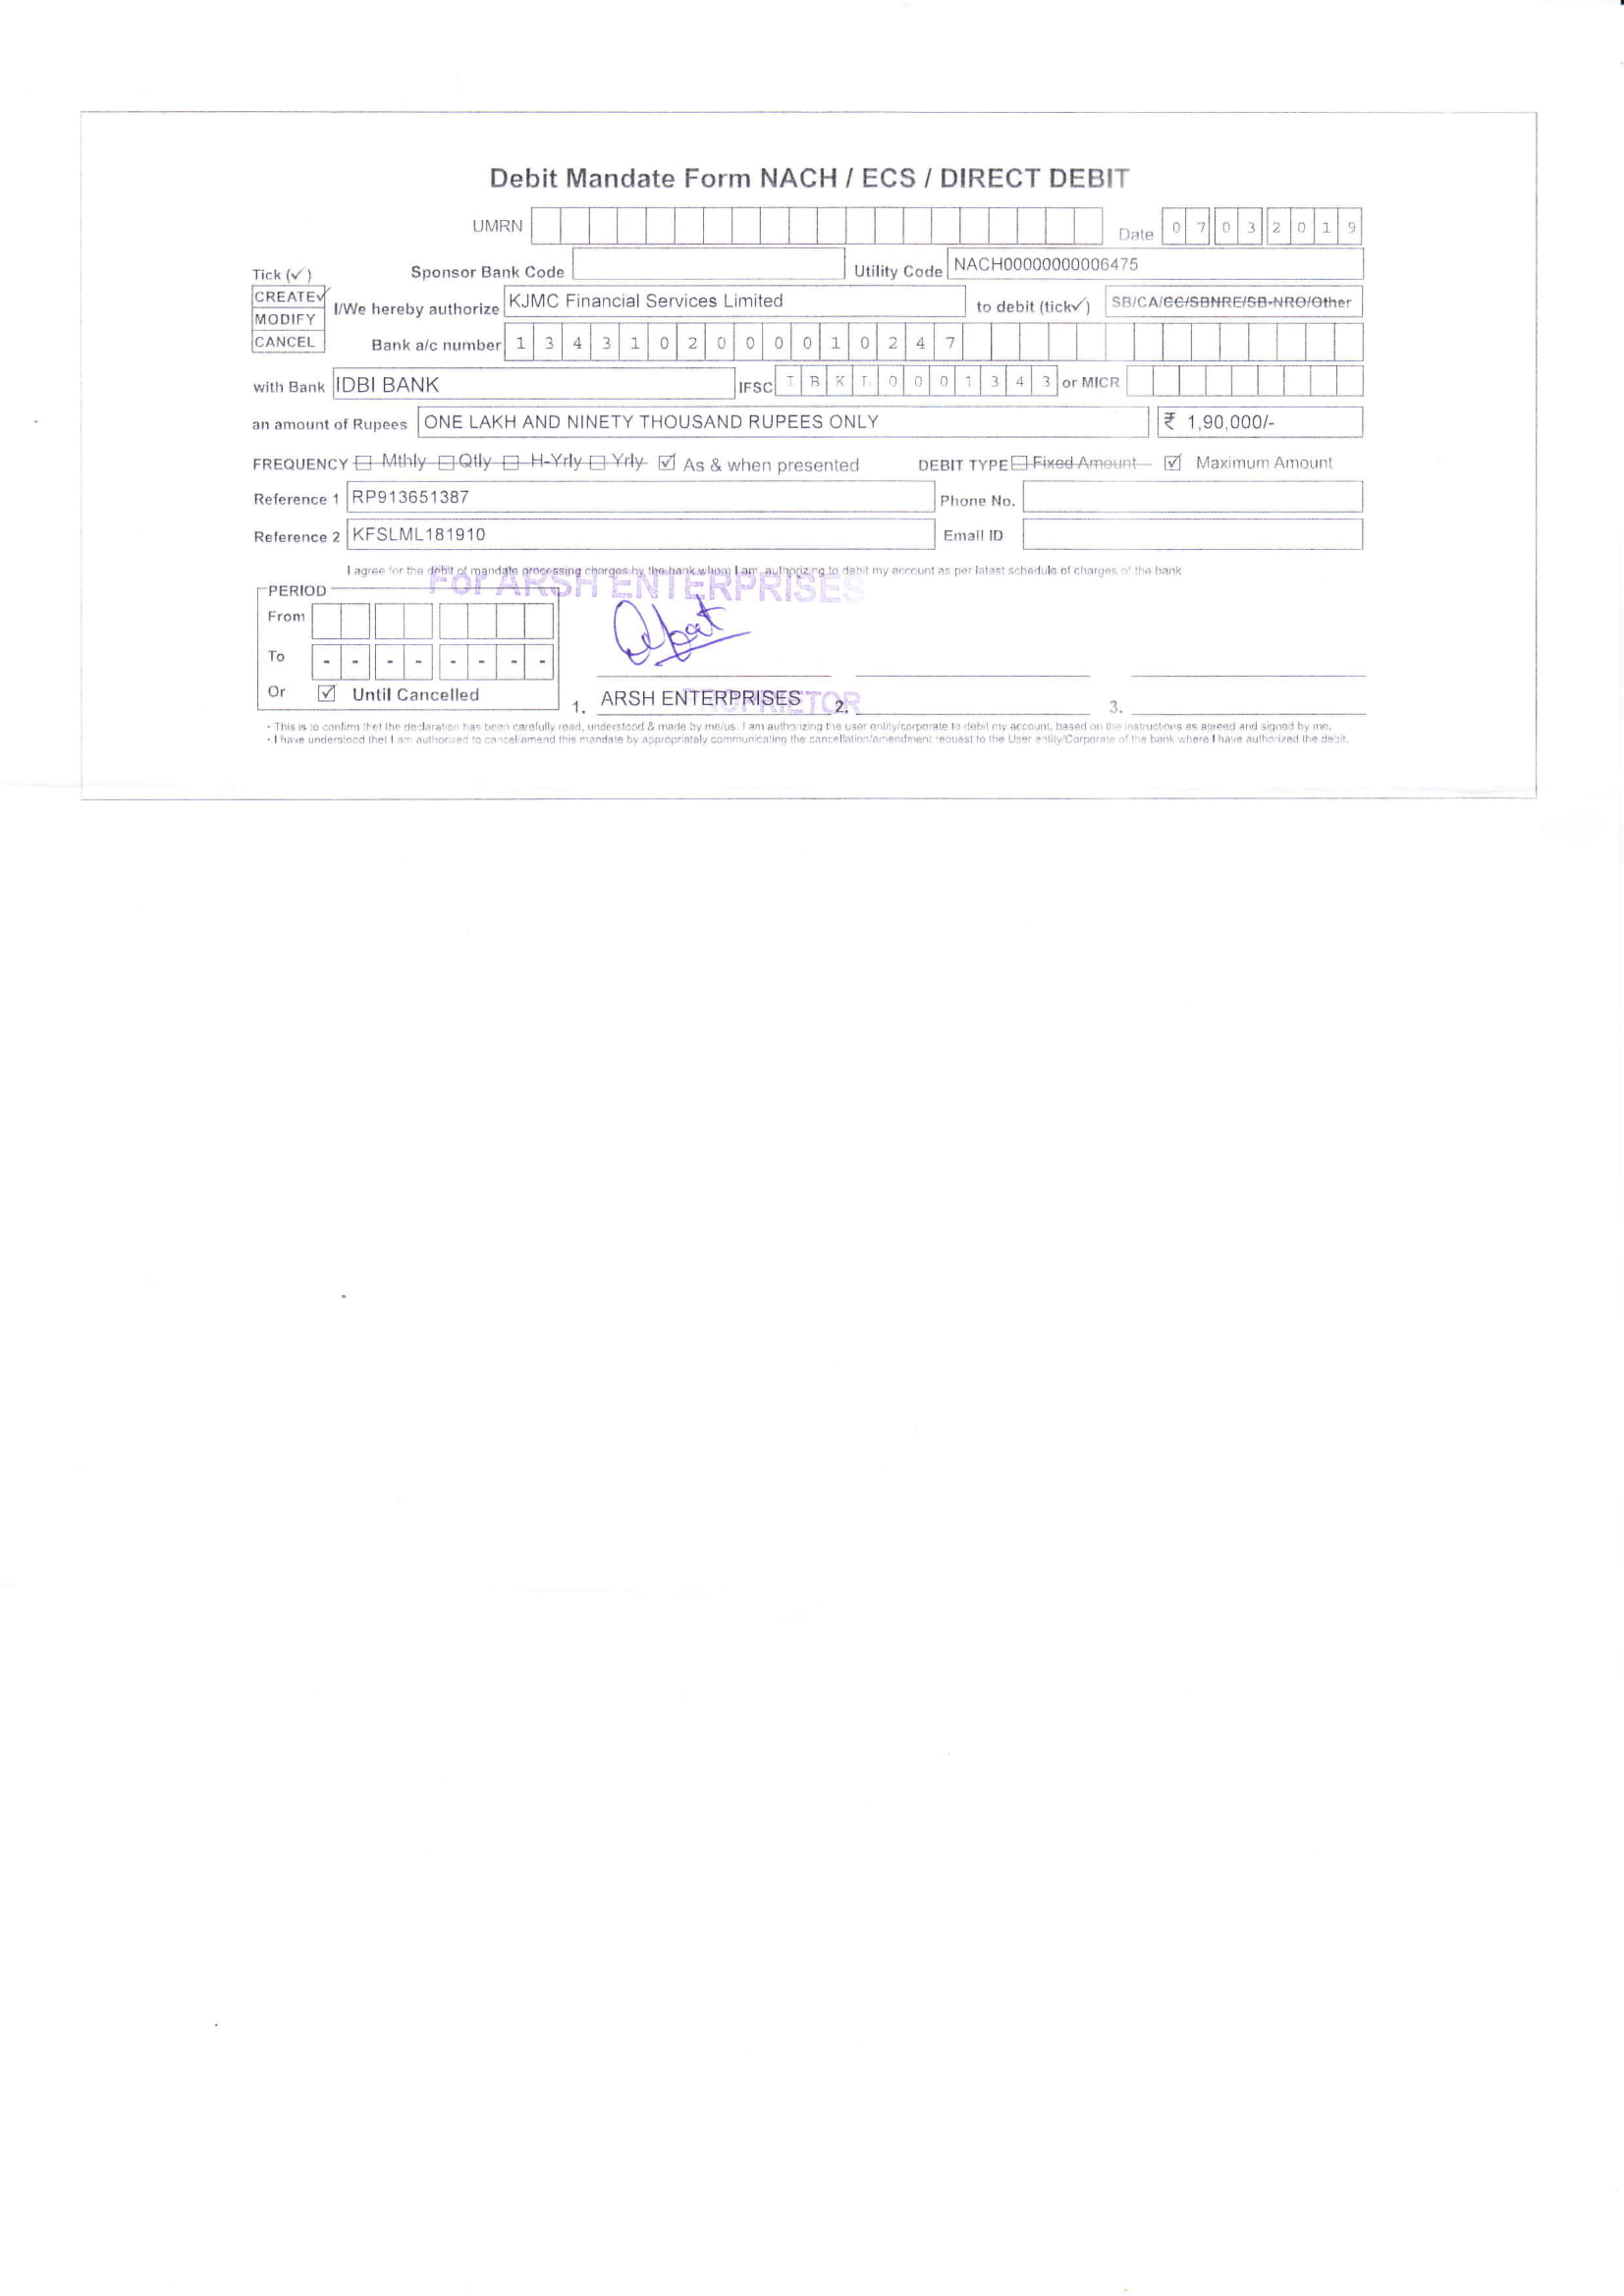 Debit Mandate Form NACH / ECS / DIRECT DEBIT
UMRN Date 0 7 0 3 2 0 1 9
Tick (✓) Sponsor Bank Code Utility Code NACH00000000006475
CREATE✓ I/We hereby authorize KJMC Financial Services Limited to debit (tick✓) SB/CA/CC/SBNRE/SB-NRO/Other
MODIFY
CANCEL Bank a/c number 1 3 4 3 1 0 2 0 0 0 0 1 0 2 4 7
with Bank IDBI BANK IFSC I B K L 0 0 0 1 3 4 3 or MICR
an amount of Rupees ONE LAKH AND NINETY THOUSAND RUPEES ONLY ₹ 1,90,000/-
FREQUENCY ☐ Mthly ☐ Qtly ☐ H-Yrly ☐ Yrly ☑ As & when presented DEBIT TYPE ☐ Fixed Amount ☑ Maximum Amount
Reference 1 RP913651387 Phone No.
Reference 2 KFSLML181910 Email ID
I agree for the debit of mandate processing charges by the bank whom I am authorizing to debit my account as per latest schedule of charges of the bank
For ARSH ENTERPRISES
PERIOD
From
To - - - - - - - -
Or ☑ Until Cancelled
1. ARSH ENTERPRISES 2. 3.
PROPRIETOR
- This is to confirm that the declaration has been carefully read, understood & made by me/us. I am authorizing the user entity/corporate to debit my account, based on the instructions as agreed and signed by me.
- I have understood that I am authorized to cancel/amend this mandate by appropriately communicating the cancellation/amendment request to the User entity/Corporate of the bank where I have authorized the debit.